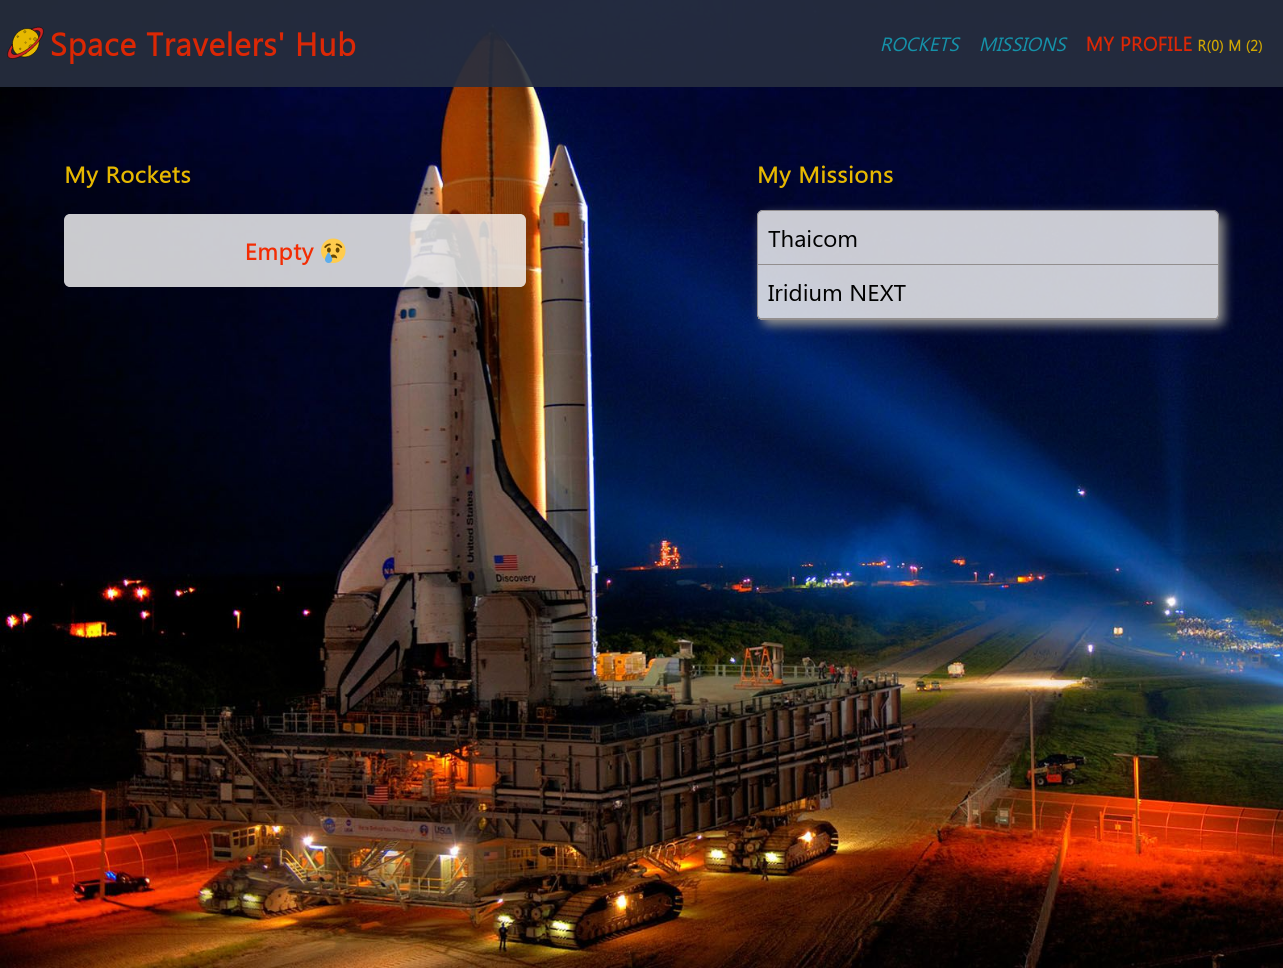 Space Travelers' Hub
ROCKETS MISSIONS MY PROFILE R(0) M (2)
My Rockets
Empty 😢
My Missions
Thaicom
Iridium NEXT
United States
Discovery
USA